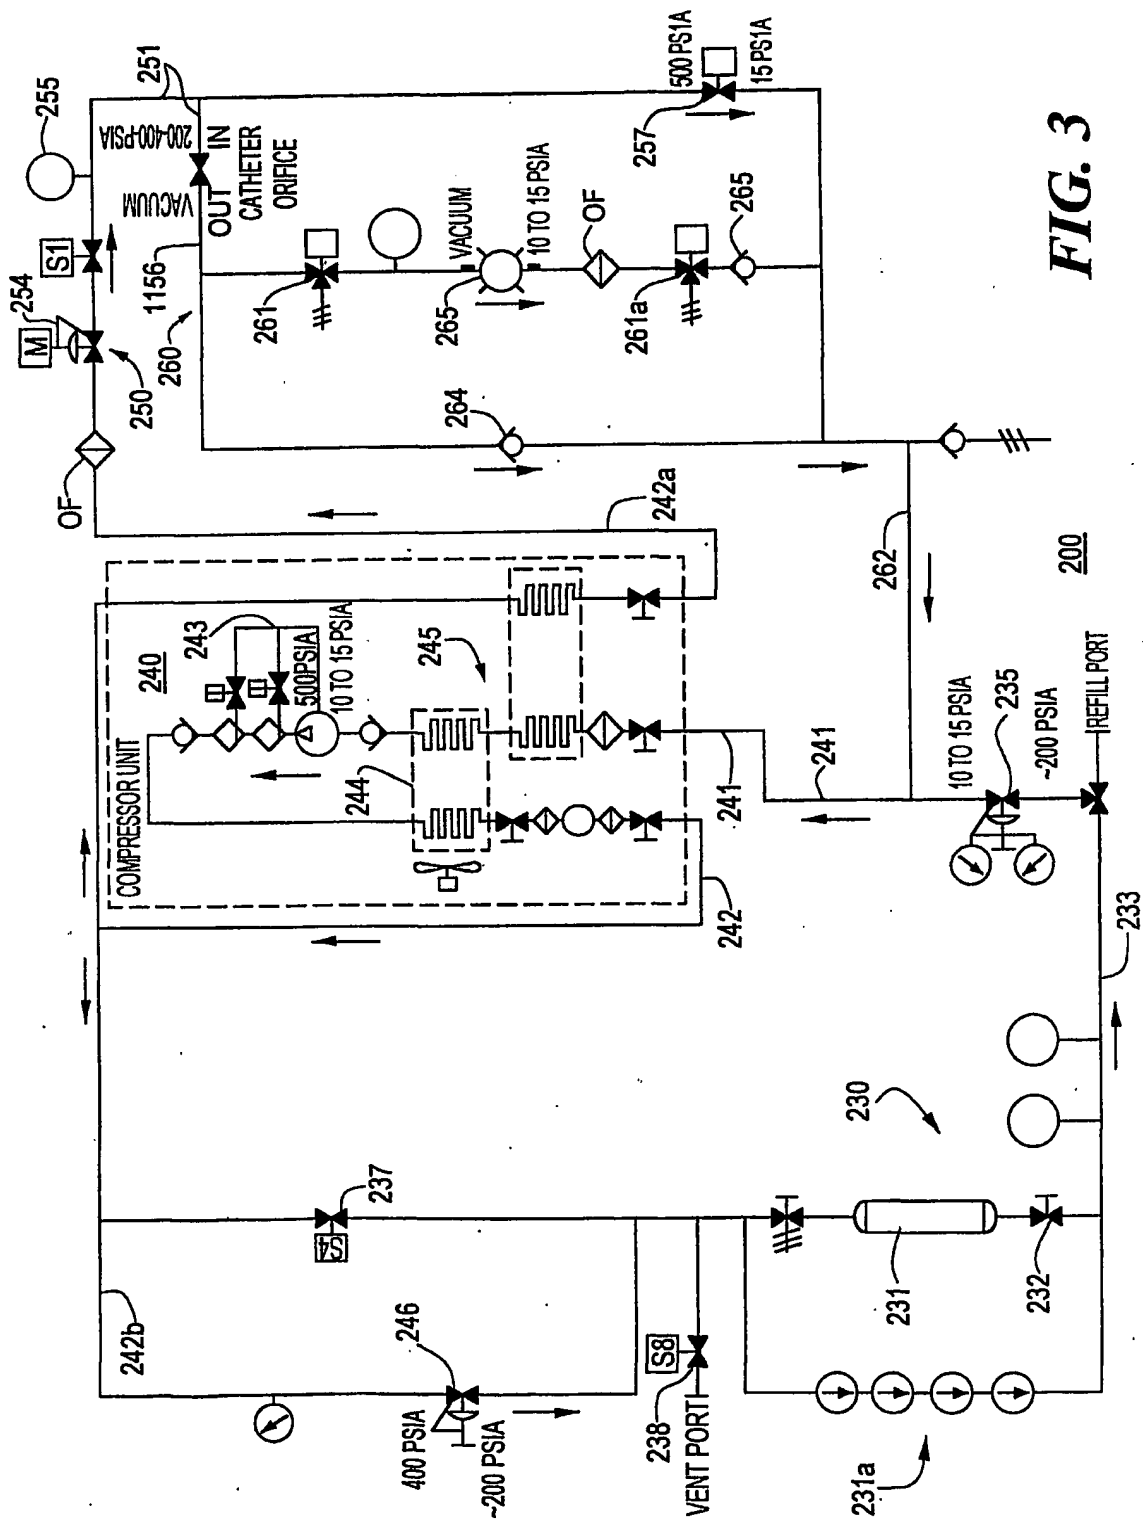 255
251
200-400-PSIA
IN
VACUUM
OUT
CATHETER
ORIFICE
S1
254
M
250
1156
260
OF
261
265
VACUUM
10 TO 15 PSIA
OF
261a
265
264
257
500 PS1A
15 PS1A
242a
262
200
240
243
500PSIA
10 TO 15 PSIA
245
244
COMPRESSOR UNIT
241
241
242
10 TO 15 PSIA
235
~200 PSIA
REFILL PORT
233
230
237
S4
242b
246
400 PSIA
~200 PSIA
S8
238
VENT PORT
231
232
231a
FIG. 3